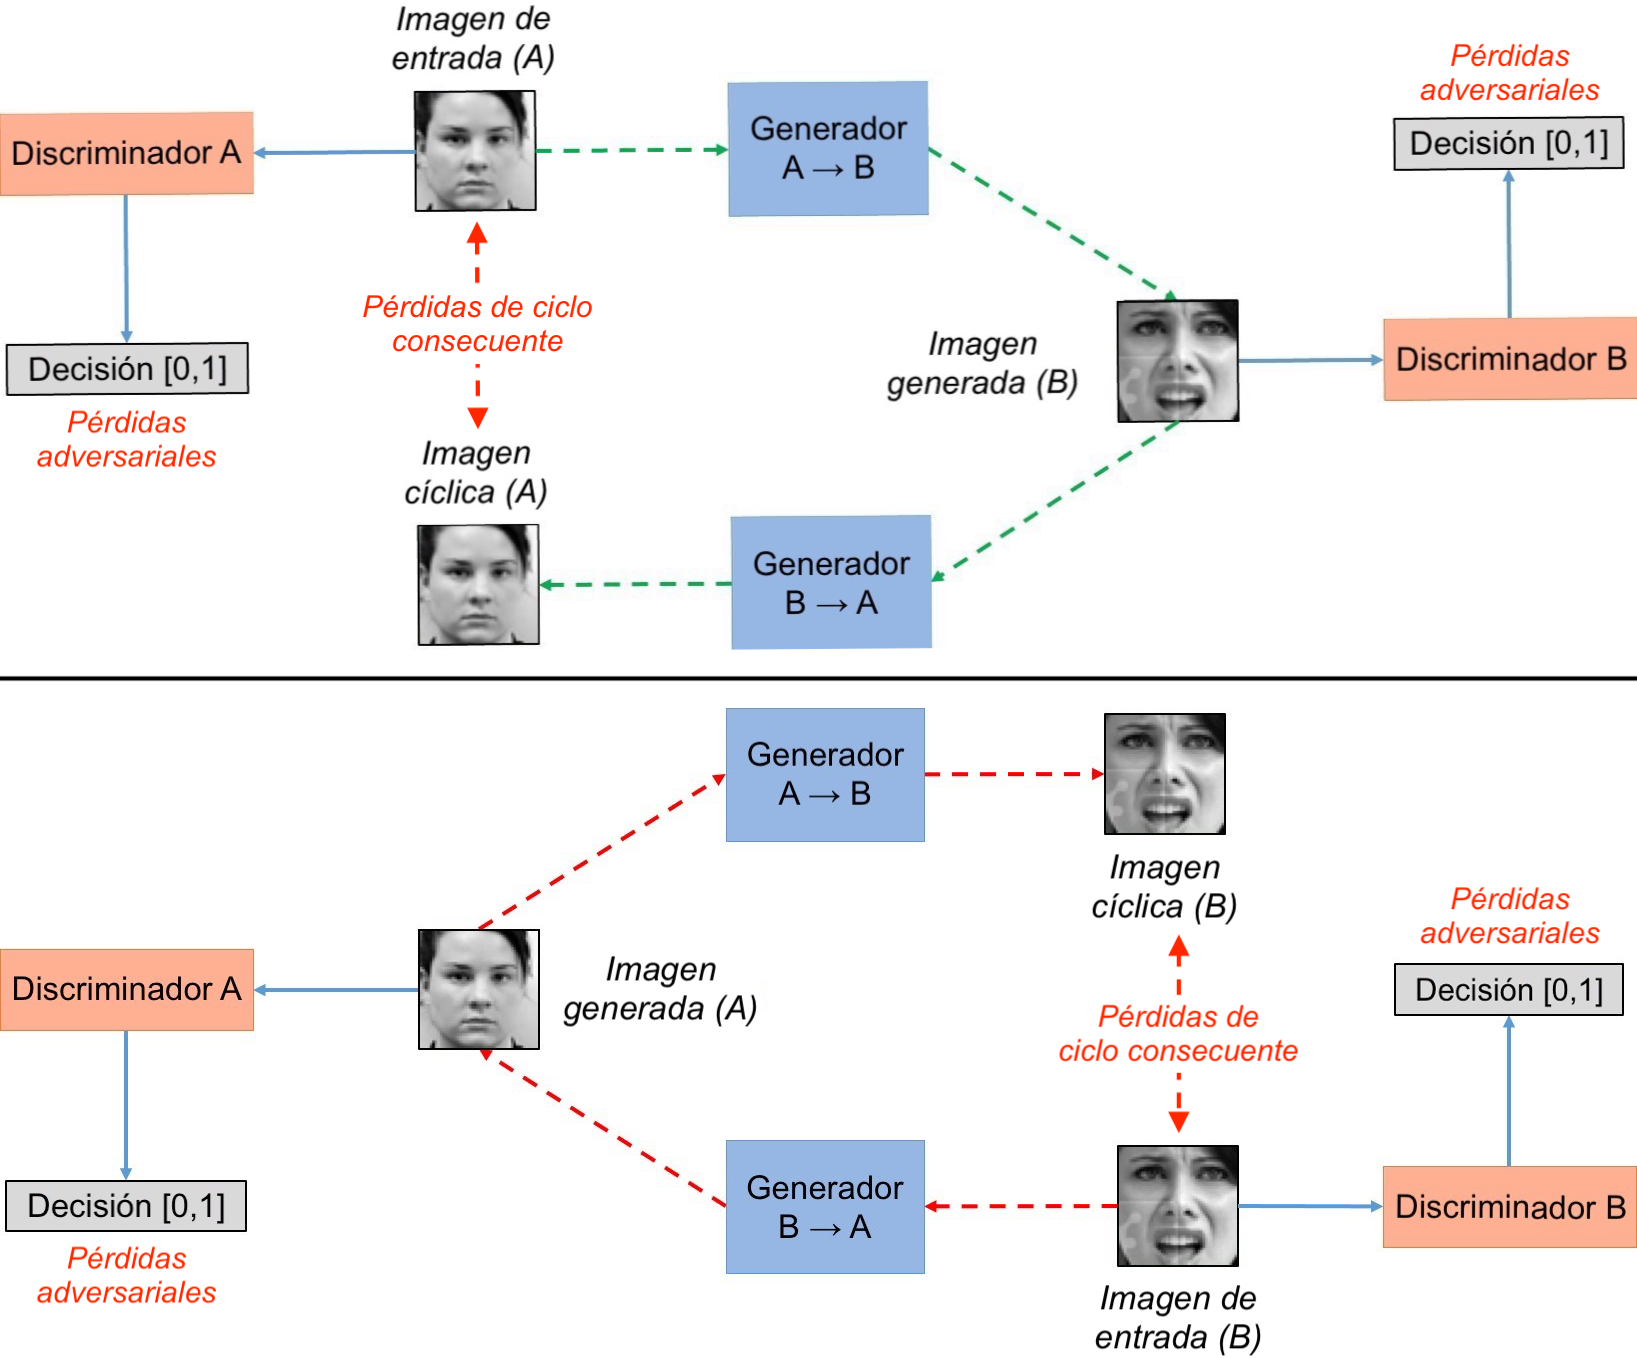 Imagen de
entrada (A)
Discriminador A
Generador
A → B
Pérdidas
adversariales
Decisión [0,1]
Pérdidas de ciclo
consecuente
Imagen
generada (B)
Discriminador B
Decisión [0,1]
Pérdidas
adversariales
Imagen
cíclica (A)
Generador
B → A
Generador
A → B
Imagen
cíclica (B)
Pérdidas
adversariales
Decisión [0,1]
Discriminador A
Imagen
generada (A)
Pérdidas de
ciclo consecuente
Decisión [0,1]
Pérdidas
adversariales
Generador
B → A
Discriminador B
Imagen de
entrada (B)